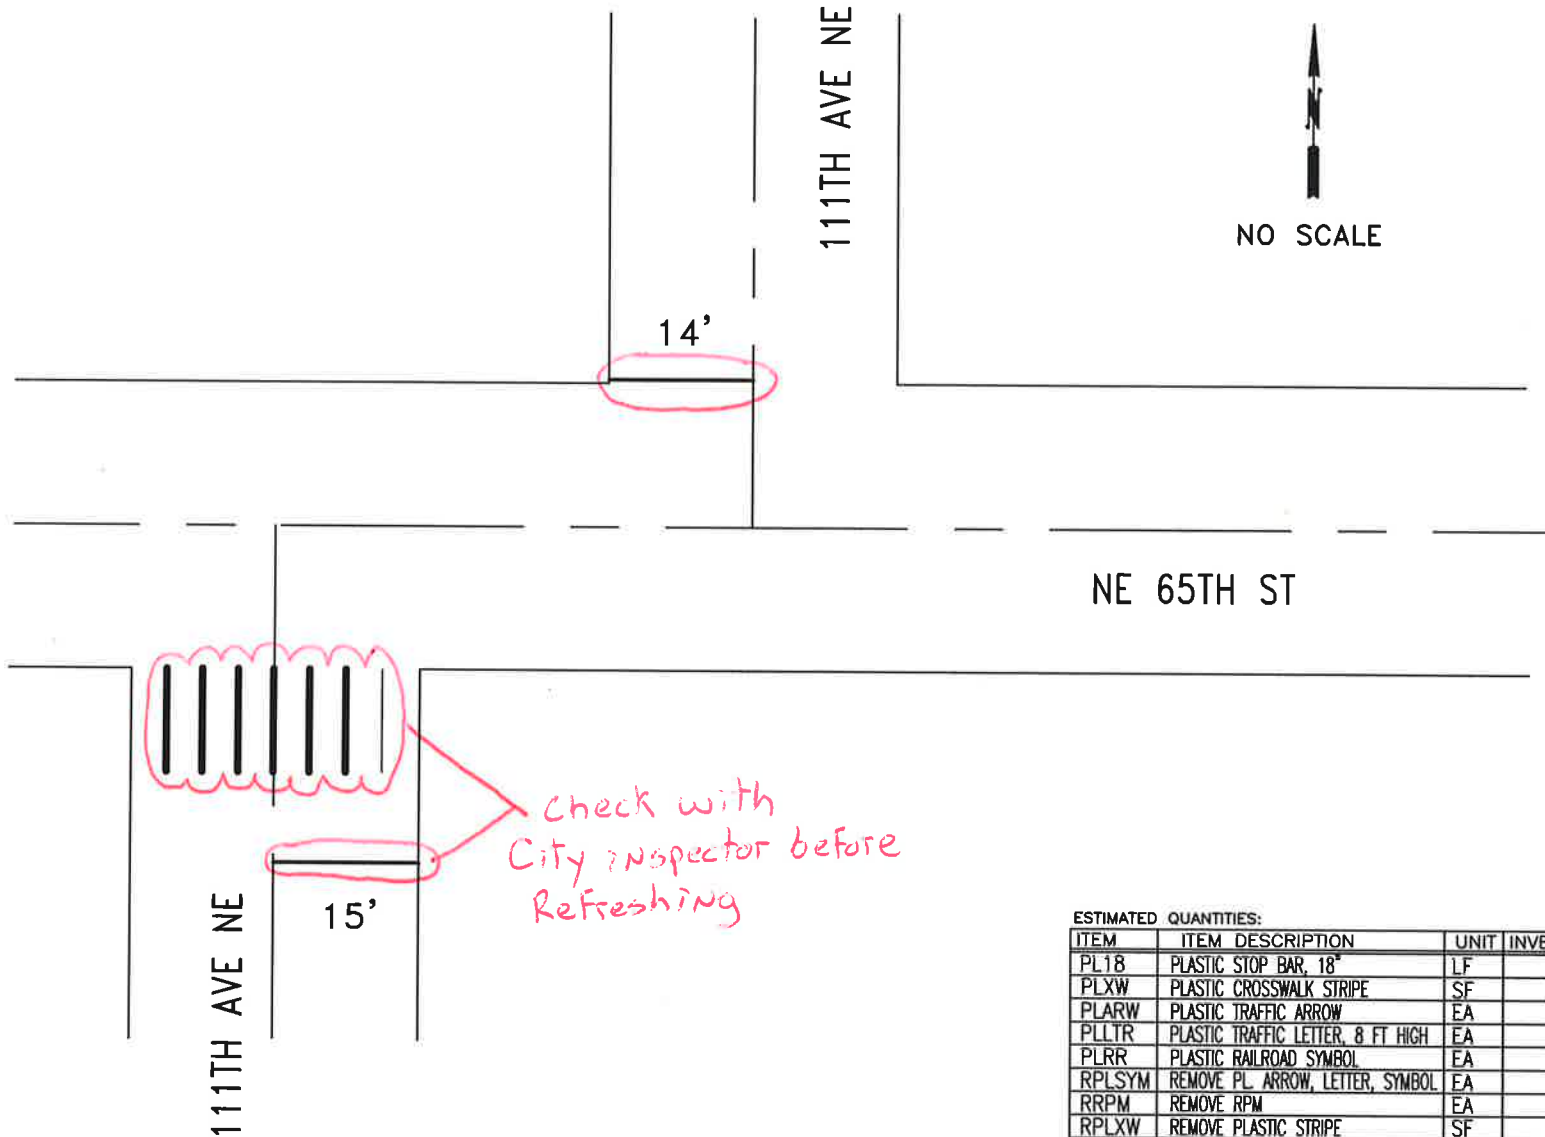 111TH AVE NE
N
NO SCALE
14'
NE 65TH ST
Check with
City inspector before
Refreshing
15'
111TH AVE NE
ESTIMATED QUANTITIES:
ITEM ITEM DESCRIPTION UNIT INVE
PL18 PLASTIC STOP BAR, 18" LF
PLXW PLASTIC CROSSWALK STRIPE SF
PLARW PLASTIC TRAFFIC ARROW EA
PLLTR PLASTIC TRAFFIC LETTER, 8 FT HIGH EA
PLRR PLASTIC RAILROAD SYMBOL EA
RPLSYM REMOVE PL ARROW, LETTER, SYMBOL EA
RRPM REMOVE RPM EA
RPLXW REMOVE PLASTIC STRIPE SF